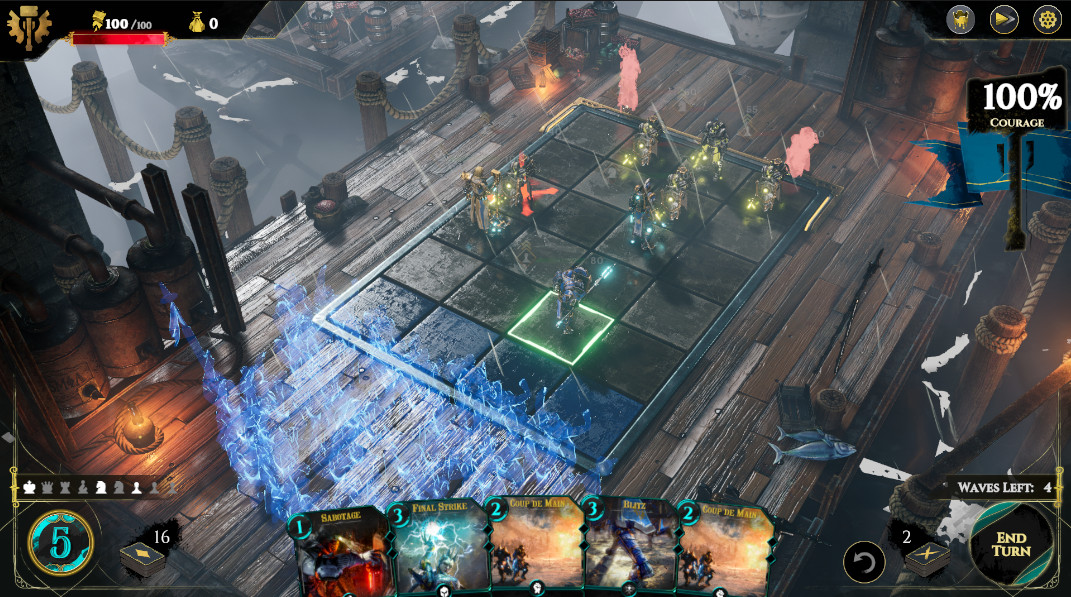 100 /100
0
100%
COURAGE
80
WAVES LEFT: 4
5
16
1
SABOTAGE
3
FINAL STRIKE
2
COUP DE MAIN
3
BLITZ
2
COUP DE MAIN
2
END
TURN